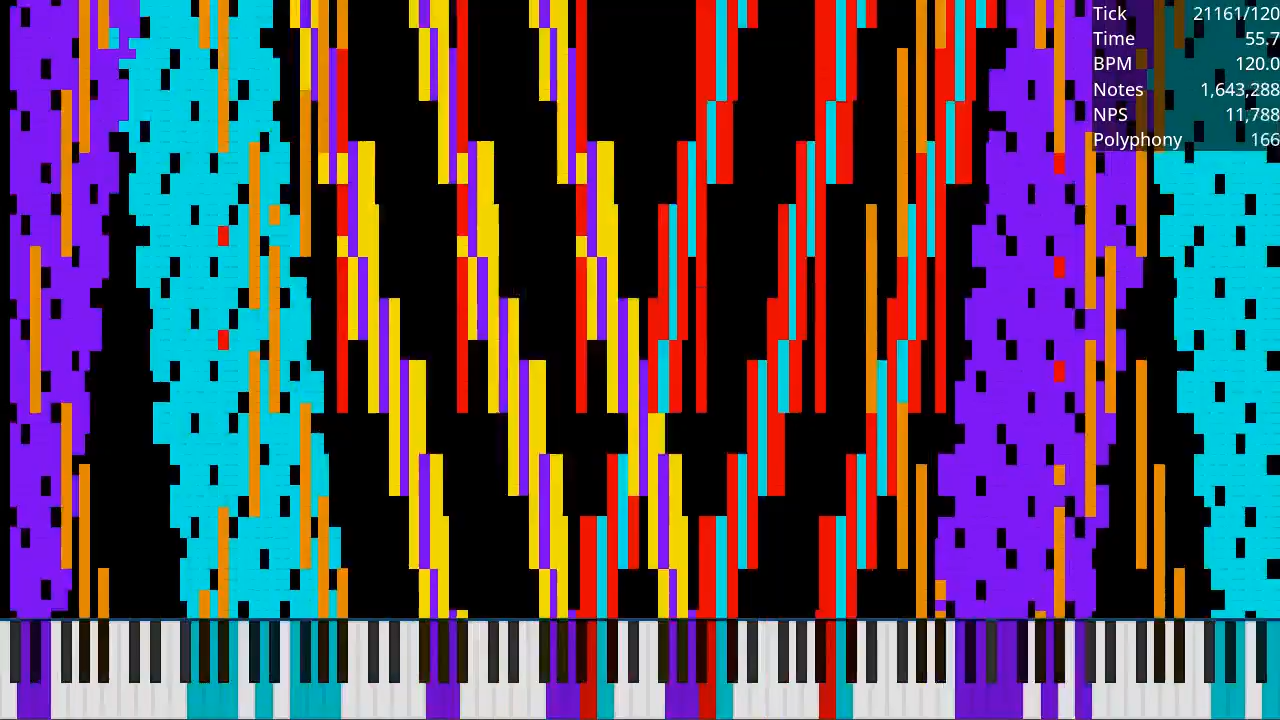 Tick 21161/120
Time 55.7
BPM 120.0
Notes 1,643,288
NPS 11,788
Polyphony 166